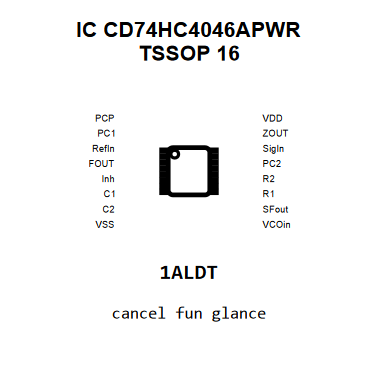 IC CD74HC4046APWR
TSSOP 16
PCP VDD
PC1 ZOUT
RefIn SigIn
FOUT PC2
Inh R2
C1 R1
C2 SFout
VSS VCOin
1ALDT
cancel fun glance